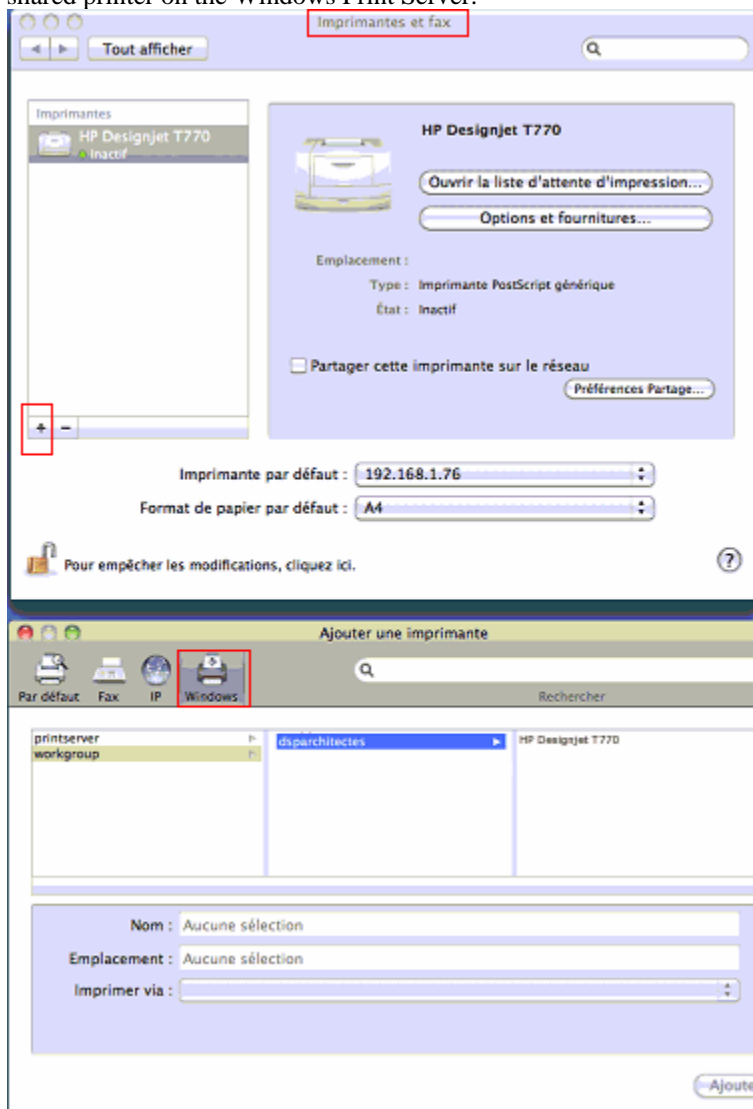 shared printer on the Windows Print Server.
Imprimantes et fax
Tout afficher
Imprimantes
HP Designjet T770
Inactif
HP Designjet T770
Ouvrir la liste d'attente d'impression...
Options et fournitures...
Emplacement :
Type : Imprimante PostScript générique
État : Inactif
Partager cette imprimante sur le réseau
Préférences Partage...
+ −
Imprimante par défaut : 192.168.1.76
Format de papier par défaut : A4
Pour empêcher les modifications, cliquez ici.
?
Ajouter une imprimante
Par défaut Fax IP Windows Rechercher
printserver dsparchitectes HP Designjet T770
workgroup
Nom : Aucune sélection
Emplacement : Aucune sélection
Imprimer via :
Ajoute